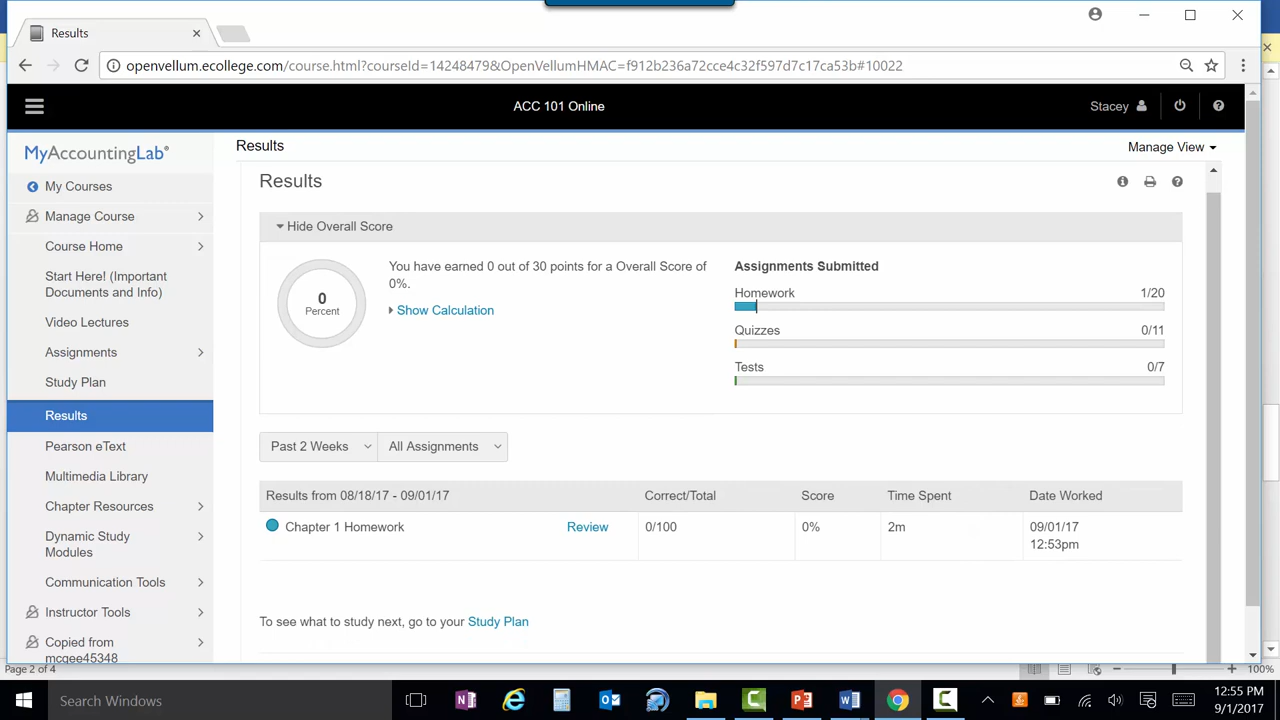 Results
openvellum.ecollege.com/course.html?courseId=14248479&OpenVellumHMAC=f912b236a72cce4c32f597d7c17ca53b#10022
ACC 101 Online
Stacey
MyAccountingLab®
My Courses
Manage Course
Course Home
Start Here! (Important
Documents and Info)
Video Lectures
Assignments
Study Plan
Results
Pearson eText
Multimedia Library
Chapter Resources
Dynamic Study
Modules
Communication Tools
Instructor Tools
Copied from
mcgee45348
Results
Manage View
Results
Hide Overall Score
0
Percent
You have earned 0 out of 30 points for a Overall Score of
0%.
Show Calculation
Assignments Submitted
Homework 1/20
Quizzes 0/11
Tests 0/7
Past 2 Weeks All Assignments
Results from 08/18/17 - 09/01/17 Correct/Total Score Time Spent Date Worked
Chapter 1 Homework Review 0/100 0% 2m 09/01/17
12:53pm
To see what to study next, go to your Study Plan
Page 2 of 4
100%
Search Windows
12:55 PM
9/1/2017